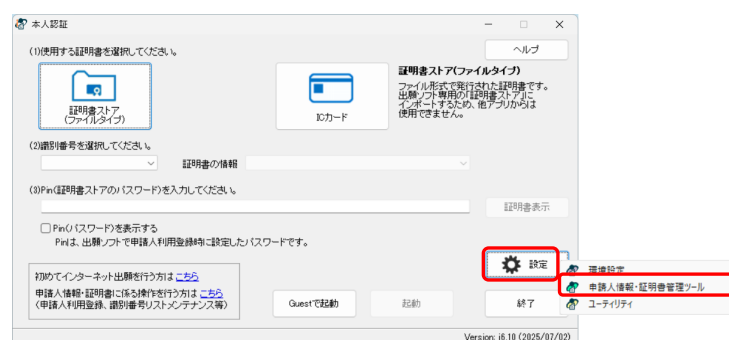 本人認証
(1)使用する証明書を選択してください。
ヘルプ
証明書ストア
(ファイルタイプ)
ICカード
証明書ストア(ファイルタイプ)
ファイル形式で発行された証明書です。
出願ソフト専用の「証明書ストア」に
インポートするため、他アプリからは
使用できません。
(2)識別番号を選択してください。
証明書の情報
(3)Pin(証明書ストアのパスワード)を入力してください。
証明書表示
Pin(パスワード)を表示する
Pinは、出願ソフトで申請人利用登録時に設定したパスワードです。
設定
環境設定
申請人情報・証明書管理ツール
ユーティリティ
初めてインターネット出願を行う方は こちら
申請人情報・証明書に係る操作を行う方は こちら
(申請人利用登録、識別番号リストメンテナンス等)
Guestで起動
起動
終了
Version: i6.10 (2025/07/02)